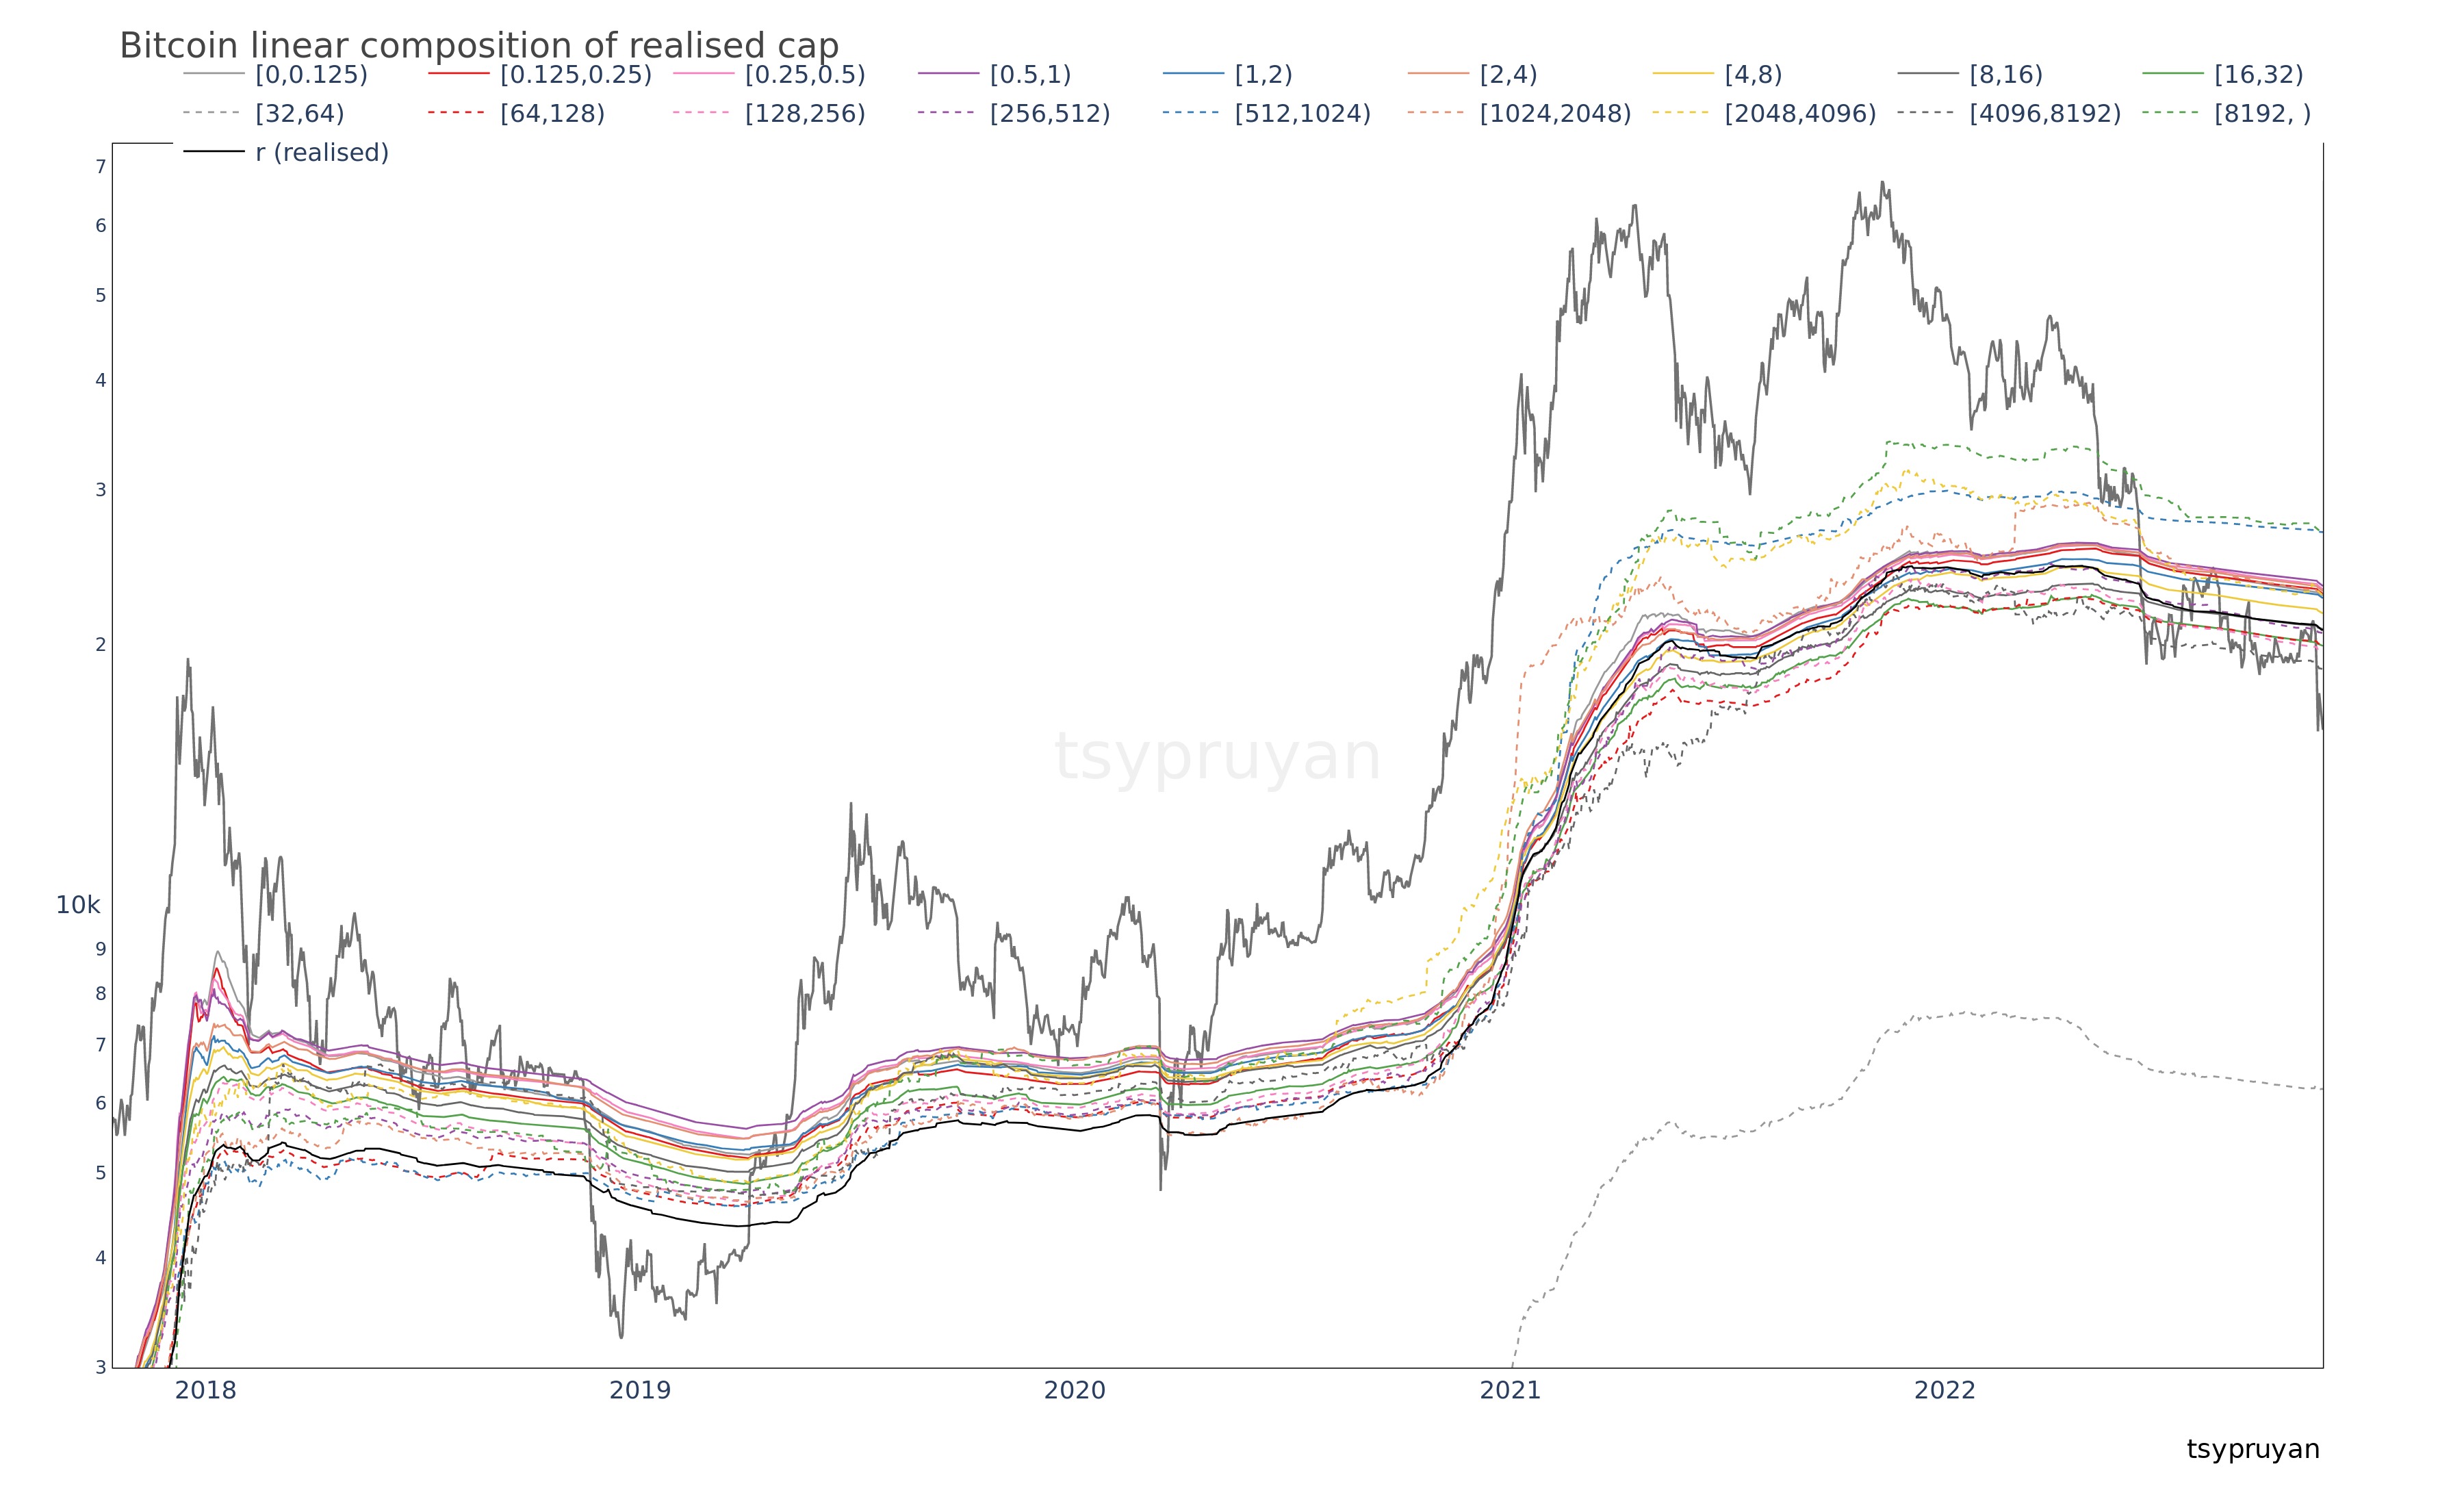 Bitcoin linear composition of realised cap
[0,0.125) [0.125,0.25) [0.25,0.5) [0.5,1) [1,2) [2,4) [4,8) [8,16) [16,32)
[32,64) [64,128) [128,256) [256,512) [512,1024) [1024,2048) [2048,4096) [4096,8192) [8192, )
r (realised)
7
6
5
4
3
2
10k
9
8
7
6
5
4
3
tsypruyan
2018 2019 2020 2021 2022
tsypruyan